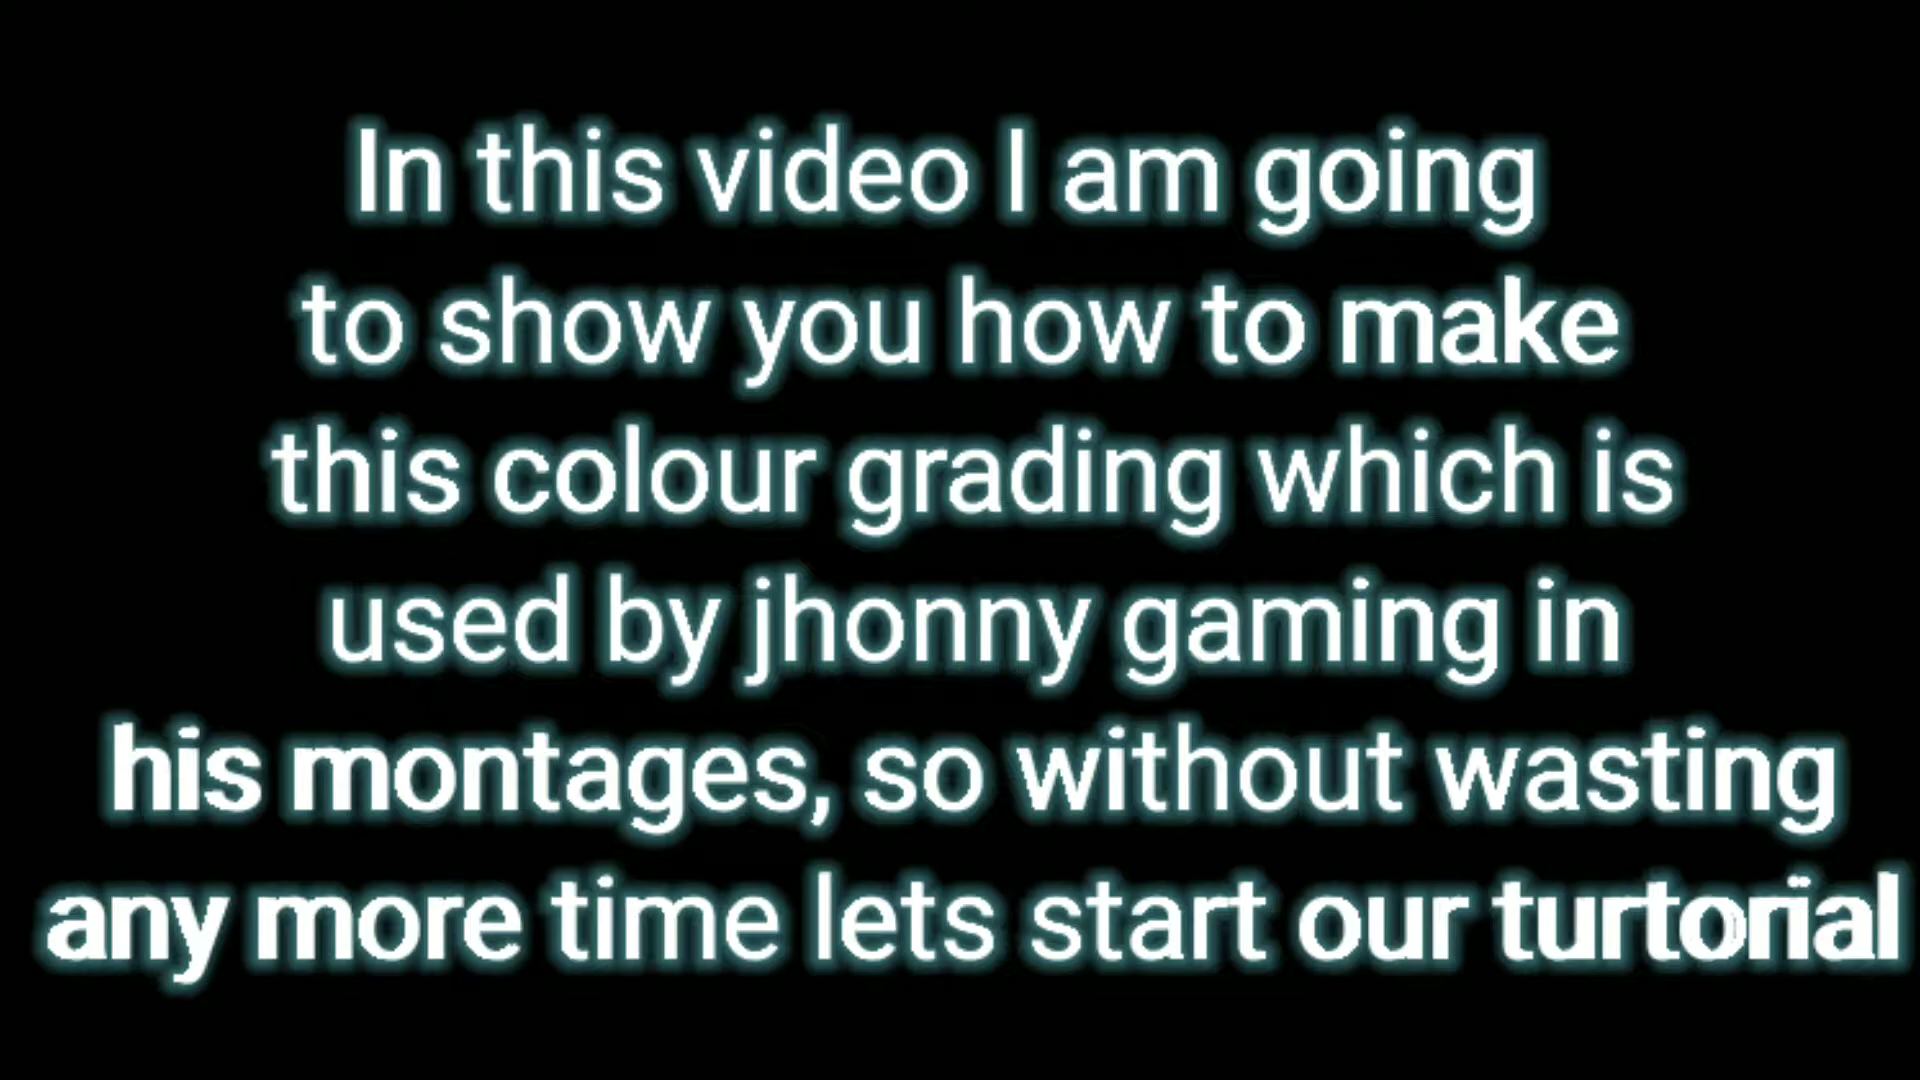 In this video I am going
to show you how to make
this colour grading which is
used by jhonny gaming in
his montages, so without wasting
any more time lets start our turtorial